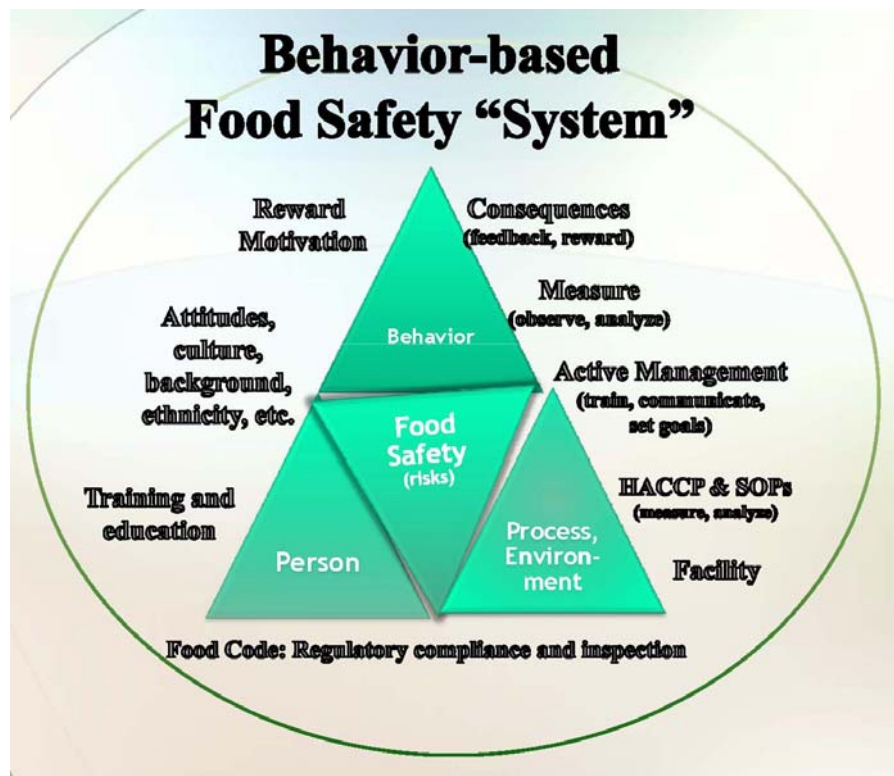 Behavior-based
Food Safety “System”
Reward
Motivation
Consequences
(feedback, reward)
Measure
(observe, analyze)
Attitudes,
culture,
background,
ethnicity, etc.
Behavior
Active Management
(train, communicate,
set goals)
Food
Safety
(risks)
Training and
education
HACCP & SOPs
(measure, analyze)
Person
Process,
Environ-
ment
Facility
Food Code: Regulatory compliance and inspection